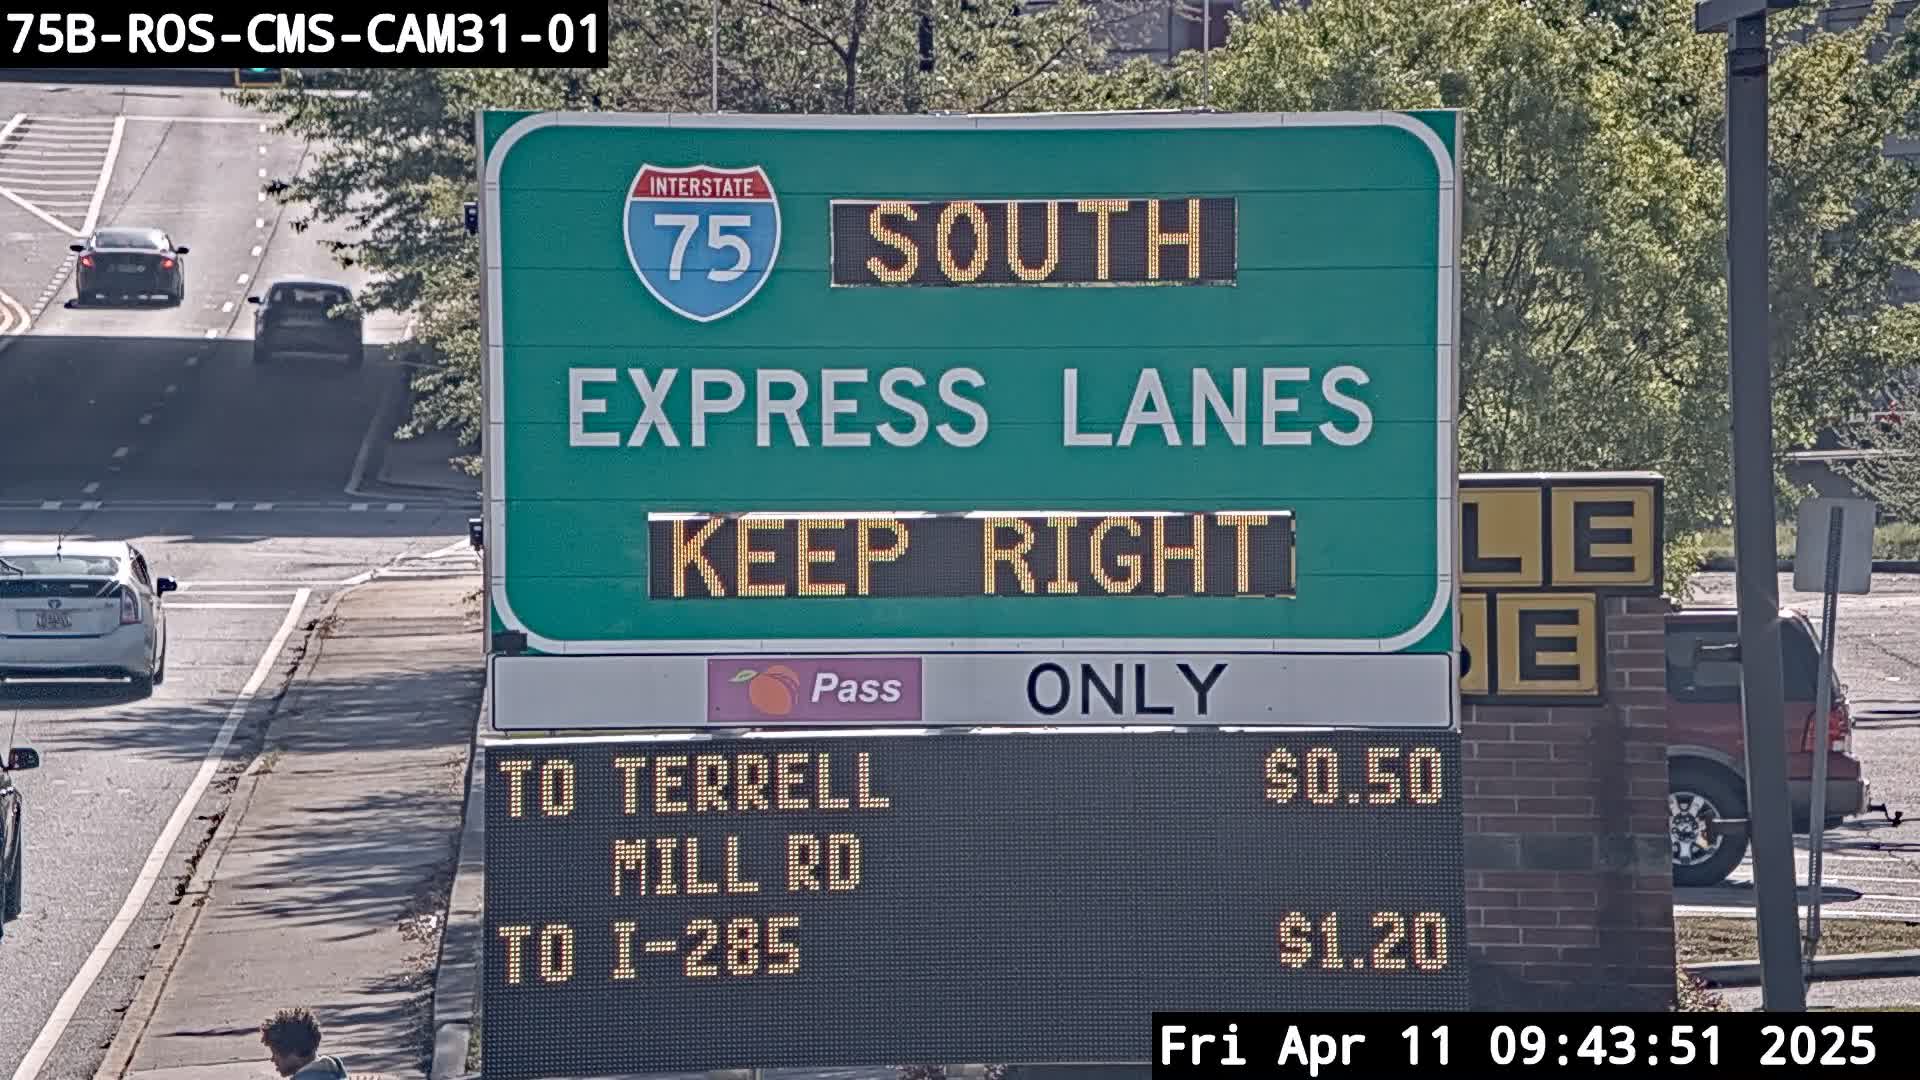 75B-ROS-CMS-CAM31-01
INTERSTATE
75
SOUTH
EXPRESS LANES
KEEP RIGHT
Pass ONLY
TO TERRELL $0.50
MILL RD
TO I-285 $1.20
LE
E
Fri Apr 11 09:43:51 2025